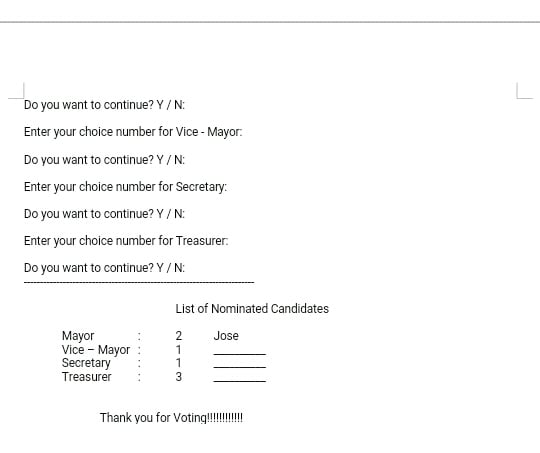 Do you want to continue? Y / N:
Enter your choice number for Vice - Mayor:
Do you want to continue? Y / N:
Enter your choice number for Secretary:
Do you want to continue? Y / N:
Enter your choice number for Treasurer:
Do you want to continue? Y / N:
--------------------------------------------------------------------------------
List of Nominated Candidates
Mayor : 2 Jose
Vice – Mayor : 1 _________
Secretary : 1 _________
Treasurer : 3 _________
Thank you for Voting!!!!!!!!!!!!